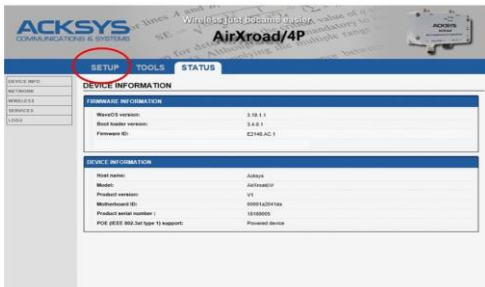 ACKSYS
COMMUNICATIONS & SYSTEMS
Wireless just became easier
AirXroad/4P
SETUP TOOLS STATUS
DEVICE INFO
NETWORK
WIRELESS
SERVICES
LOGS
DEVICE INFORMATION
FIRMWARE INFORMATION
WaveOS version: 3.18.1.1
Boot loader version: 3.4.0.1
Firmware ID: E2148.AC.1
DEVICE INFORMATION
Host name: Acksys
Model: AirXroad/4P
Product version: V1
Motherboard ID:
Product serial number : 18180005
POE (IEEE 802.3at type 1) support: Powered device